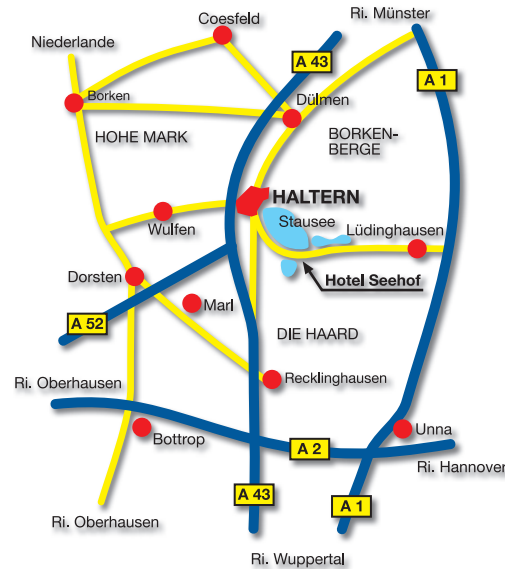 Ri. Münster
Coesfeld
Niederlande
A 43
A 1
Borken
Dülmen
HOHE MARK
BORKEN-
BERGE
HALTERN
Stausee
Wulfen
Lüdinghausen
Dorsten
Hotel Seehof
Marl
A 52
DIE HAARD
Recklinghausen
Ri. Oberhausen
Unna
Bottrop
A 2
Ri. Hannover
A 43
A 1
Ri. Oberhausen
Ri. Wuppertal